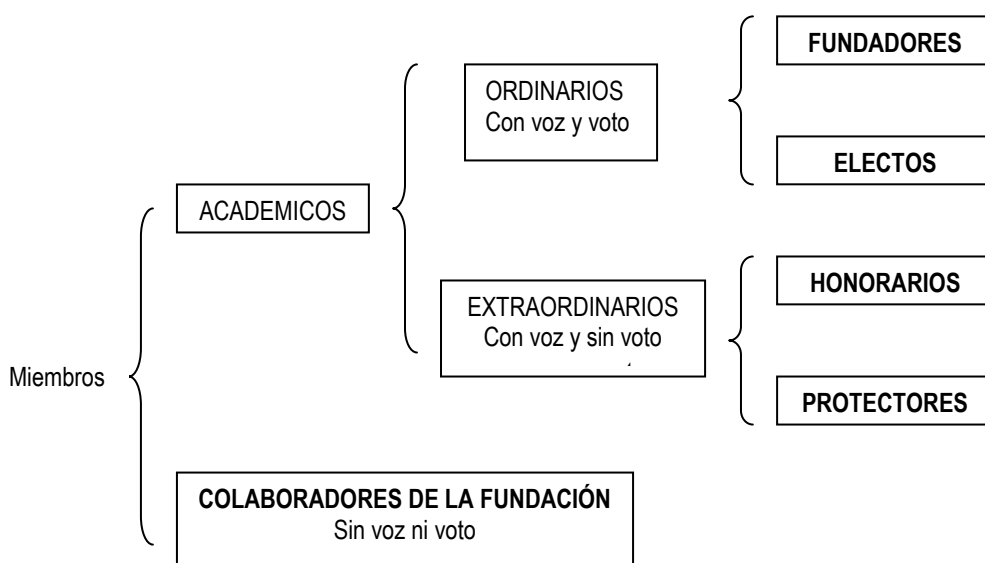 FUNDADORES
ORDINARIOS
Con voz y voto
ELECTOS
ACADEMICOS
HONORARIOS
EXTRAORDINARIOS
Con voz y sin voto
Miembros
PROTECTORES
COLABORADORES DE LA FUNDACIÓN
Sin voz ni voto